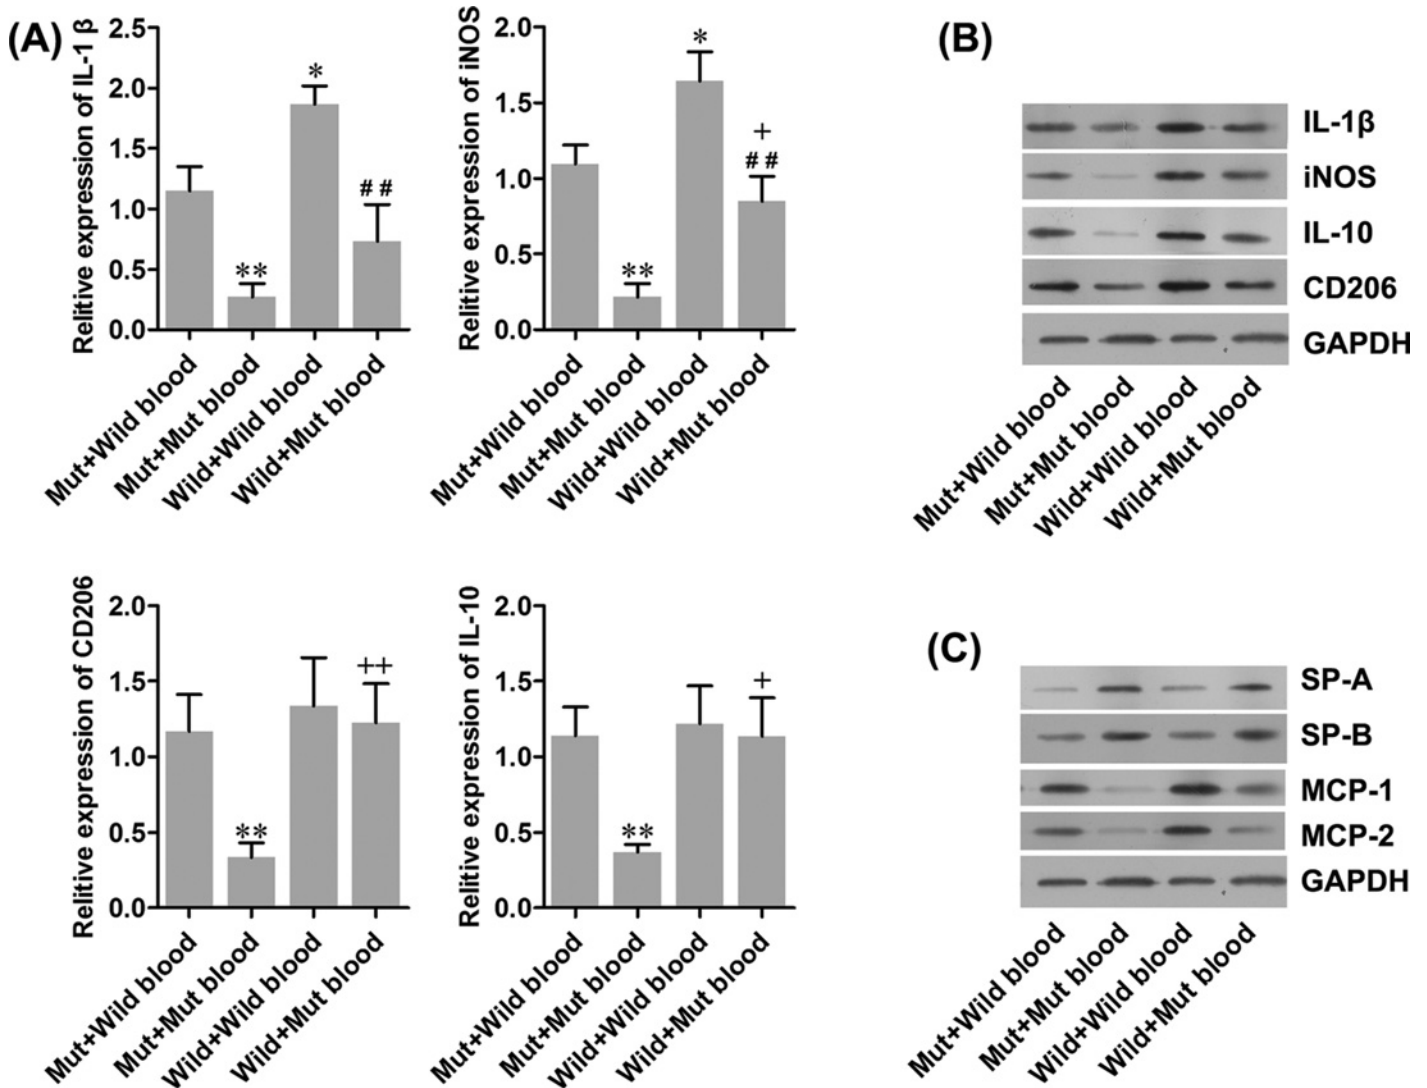 (A)
Relitive expression of IL-1 β
2.5
2.0
1.5
1.0
0.5
0.0
**
*
##
Mut+Wild blood
Mut+Mut blood
Wild+Wild blood
Wild+Mut blood
Relitive expression of iNOS
2.0
1.5
1.0
0.5
0.0
**
*
+
##
Mut+Wild blood
Mut+Mut blood
Wild+Wild blood
Wild+Mut blood
(B)
IL-1β
iNOS
IL-10
CD206
GAPDH
Mut+Wild blood
Mut+Mut blood
Wild+Wild blood
Wild+Mut blood
Relitive expression of CD206
2.0
1.5
1.0
0.5
0.0
**
++
Mut+Wild blood
Mut+Mut blood
Wild+Wild blood
Wild+Mut blood
Relitive expression of IL-10
2.0
1.5
1.0
0.5
0.0
**
+
Mut+Wild blood
Mut+Mut blood
Wild+Wild blood
Wild+Mut blood
(C)
SP-A
SP-B
MCP-1
MCP-2
GAPDH
Mut+Wild blood
Mut+Mut blood
Wild+Wild blood
Wild+Mut blood